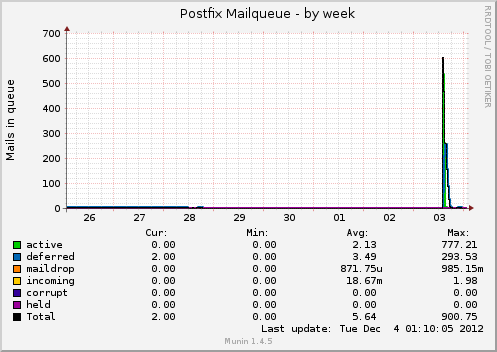 Postfix Mailqueue - by week
RRDTOOL / TOBI OETIKER
Mails in queue
700
600
500
400
300
200
100
0
26 27 28 29 30 01 02 03
Cur: Min: Avg: Max:
active 0.00 0.00 2.13 777.21
deferred 2.00 0.00 3.49 293.53
maildrop 0.00 0.00 871.75u 985.15m
incoming 0.00 0.00 18.67m 1.98
corrupt 0.00 0.00 0.00 0.00
held 0.00 0.00 0.00 0.00
Total 2.00 0.00 5.64 900.75
Last update: Tue Dec 4 01:10:05 2012
Munin 1.4.5